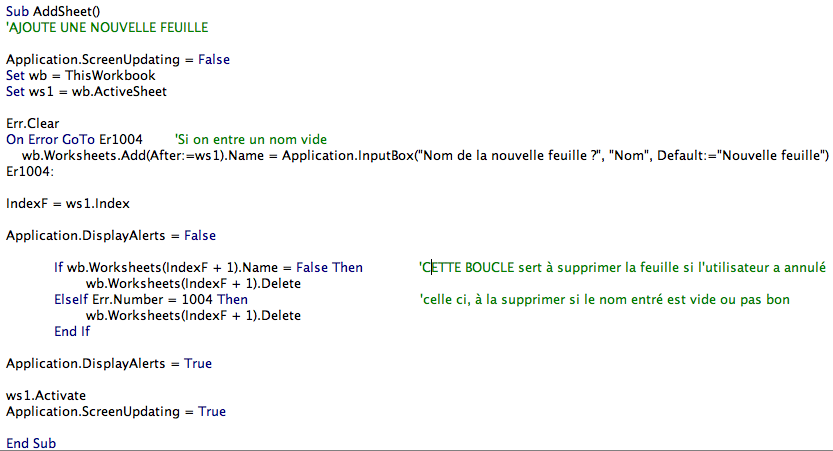 Sub AddSheet()
'AJOUTE UNE NOUVELLE FEUILLE
Application.ScreenUpdating = False
Set wb = ThisWorkbook
Set ws1 = wb.ActiveSheet
Err.Clear
On Error GoTo Er1004 'Si on entre un nom vide
wb.Worksheets.Add(After:=ws1).Name = Application.InputBox("Nom de la nouvelle feuille ?", "Nom", Default:="Nouvelle feuille")
Er1004:
IndexF = ws1.Index
Application.DisplayAlerts = False
If wb.Worksheets(IndexF + 1).Name = False Then 'CETTE BOUCLE sert à supprimer la feuille si l'utilisateur a annulé
wb.Worksheets(IndexF + 1).Delete
ElseIf Err.Number = 1004 Then 'celle ci, à la supprimer si le nom entré est vide ou pas bon
wb.Worksheets(IndexF + 1).Delete
End If
Application.DisplayAlerts = True
ws1.Activate
Application.ScreenUpdating = True
End Sub